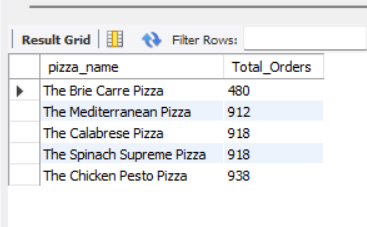 Result Grid Filter Rows:
pizza_name Total_Orders
The Brie Carre Pizza 480
The Mediterranean Pizza 912
The Calabrese Pizza 918
The Spinach Supreme Pizza 918
The Chicken Pesto Pizza 938